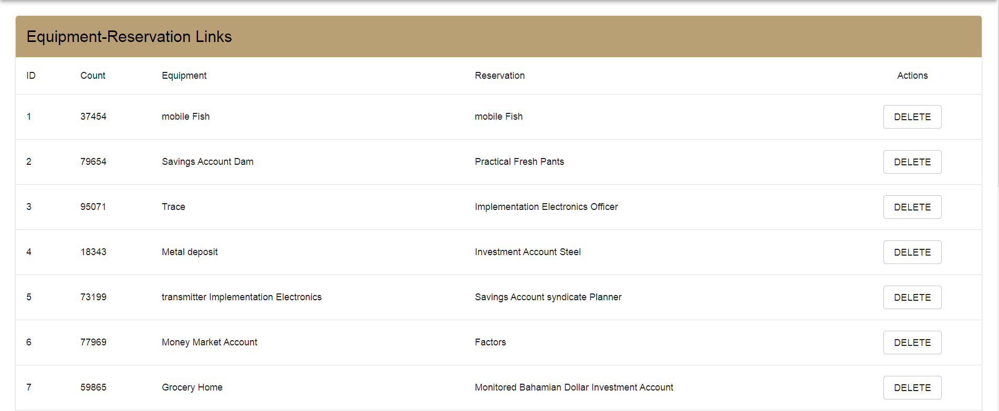 Equipment-Reservation Links
ID Count Equipment Reservation Actions
1 37454 mobile Fish mobile Fish DELETE
2 79654 Savings Account Dam Practical Fresh Pants DELETE
3 95071 Trace Implementation Electronics Officer DELETE
4 18343 Metal deposit Investment Account Steel DELETE
5 73199 transmitter Implementation Electronics Savings Account syndicate Planner DELETE
6 77969 Money Market Account Factors DELETE
7 59865 Grocery Home Monitored Bahamian Dollar Investment Account DELETE